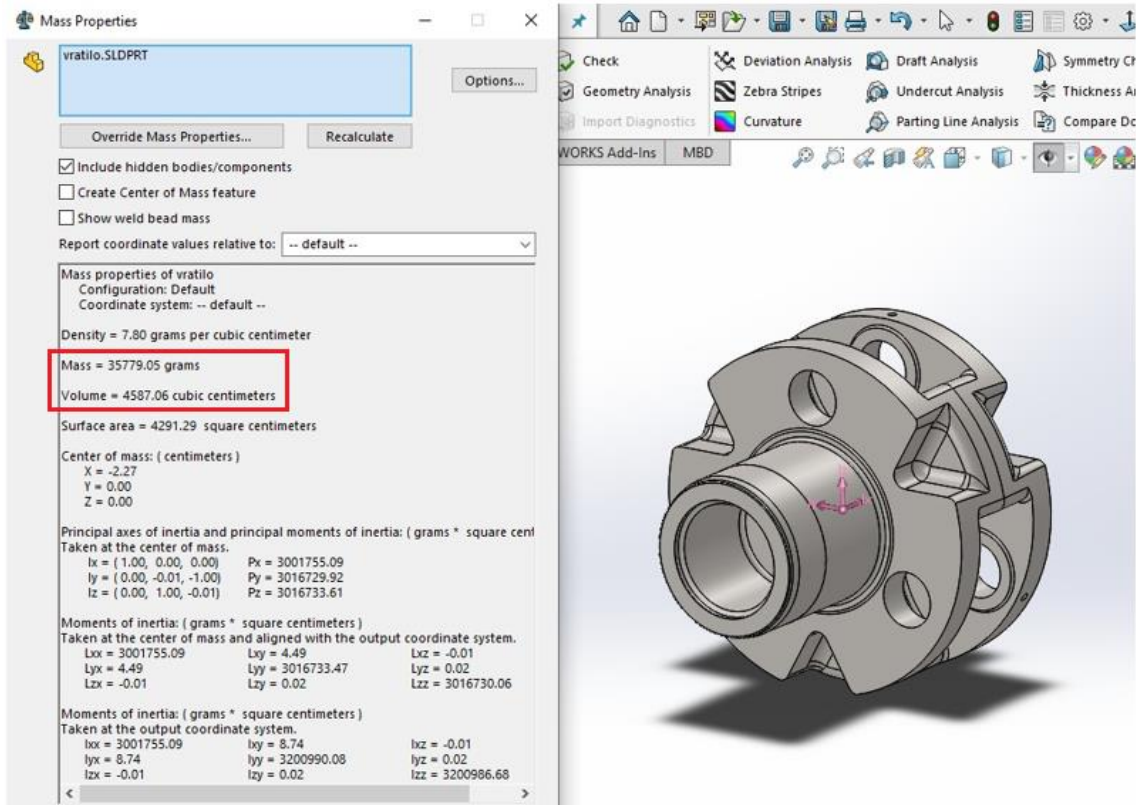 Mass Properties
vratilo.SLDPRT
Options...
Override Mass Properties...
Recalculate
Include hidden bodies/components
Create Center of Mass feature
Show weld bead mass
Report coordinate values relative to: -- default --
Mass properties of vratilo
Configuration: Default
Coordinate system: -- default --
Density = 7.80 grams per cubic centimeter
Mass = 35779.05 grams
Volume = 4587.06 cubic centimeters
Surface area = 4291.29 square centimeters
Center of mass: ( centimeters )
X = -2.27
Y = 0.00
Z = 0.00
Principal axes of inertia and principal moments of inertia: ( grams * square cent
Taken at the center of mass.
Ix = ( 1.00, 0.00, 0.00) Px = 3001755.09
Iy = ( 0.00, -0.01, -1.00) Py = 3016729.92
Iz = ( 0.00, 1.00, -0.01) Pz = 3016733.61
Moments of inertia: ( grams * square centimeters )
Taken at the center of mass and aligned with the output coordinate system.
Lxx = 3001755.09 Lxy = 4.49 Lxz = -0.01
Lyx = 4.49 Lyy = 3016733.47 Lyz = 0.02
Lzx = -0.01 Lzy = 0.02 Lzz = 3016730.06
Moments of inertia: ( grams * square centimeters )
Taken at the output coordinate system.
Ixx = 3001755.09 Ixy = 8.74 Ixz = -0.01
Iyx = 8.74 Iyy = 3200990.08 Iyz = 0.02
Izx = -0.01 Izy = 0.02 Izz = 3200986.68
Check Deviation Analysis Draft Analysis Symmetry Ch
Geometry Analysis Zebra Stripes Undercut Analysis Thickness A
Import Diagnostics Curvature Parting Line Analysis Compare Do
WORKS Add-Ins MBD